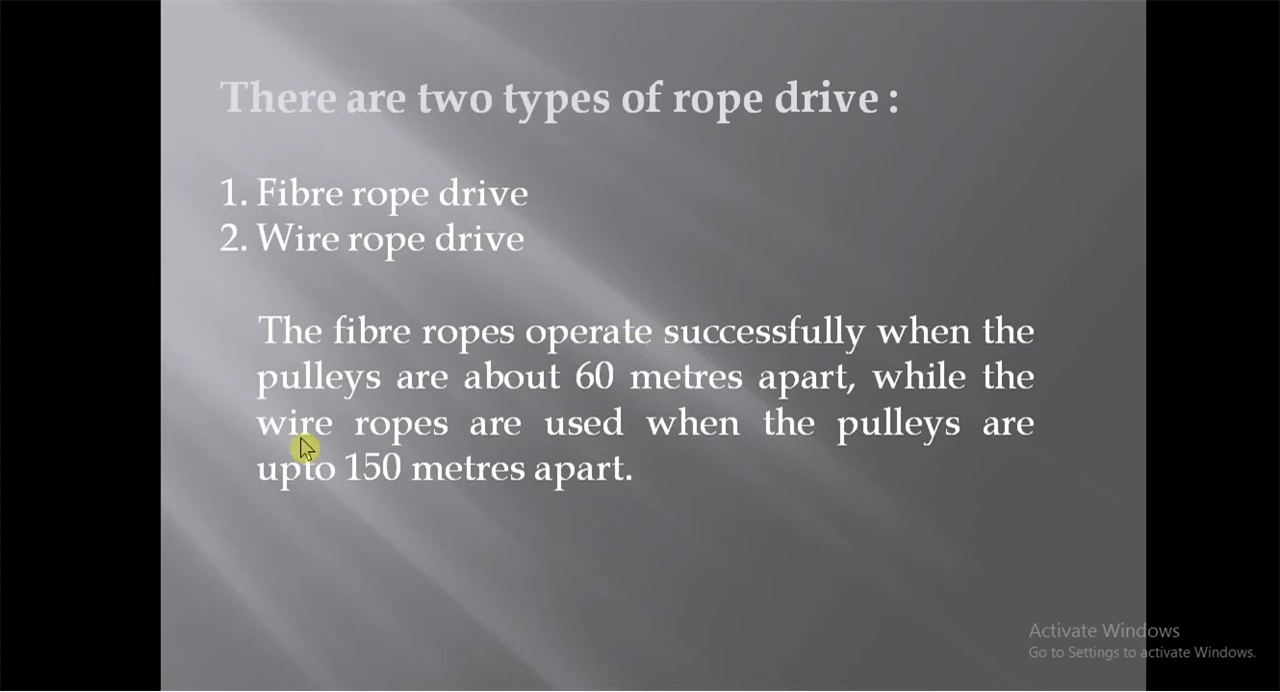 There are two types of rope drive :
1. Fibre rope drive
2. Wire rope drive
The fibre ropes operate successfully when the
pulleys are about 60 metres apart, while the
wire ropes are used when the pulleys are
upto 150 metres apart.
Activate Windows
Go to Settings to activate Windows.